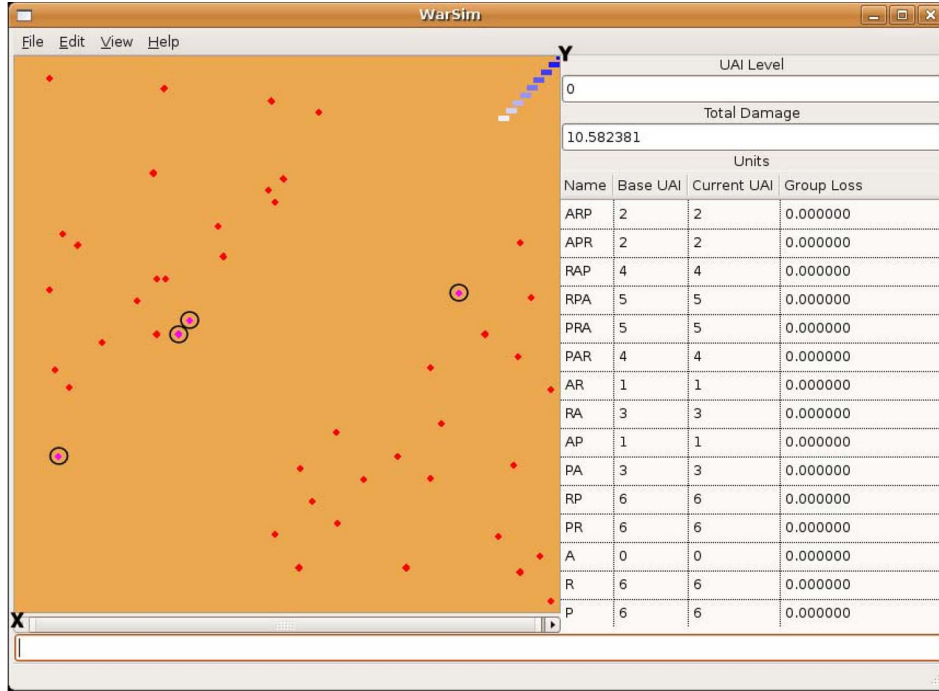 WarSim
File Edit View Help
Y
UAI Level
0
Total Damage
10.582381
Units
Name Base UAI Current UAI Group Loss
ARP 2 2 0.000000
APR 2 2 0.000000
RAP 4 4 0.000000
RPA 5 5 0.000000
PRA 5 5 0.000000
PAR 4 4 0.000000
AR 1 1 0.000000
RA 3 3 0.000000
AP 1 1 0.000000
PA 3 3 0.000000
RP 6 6 0.000000
PR 6 6 0.000000
A 0 0 0.000000
R 6 6 0.000000
P 6 6 0.000000
X